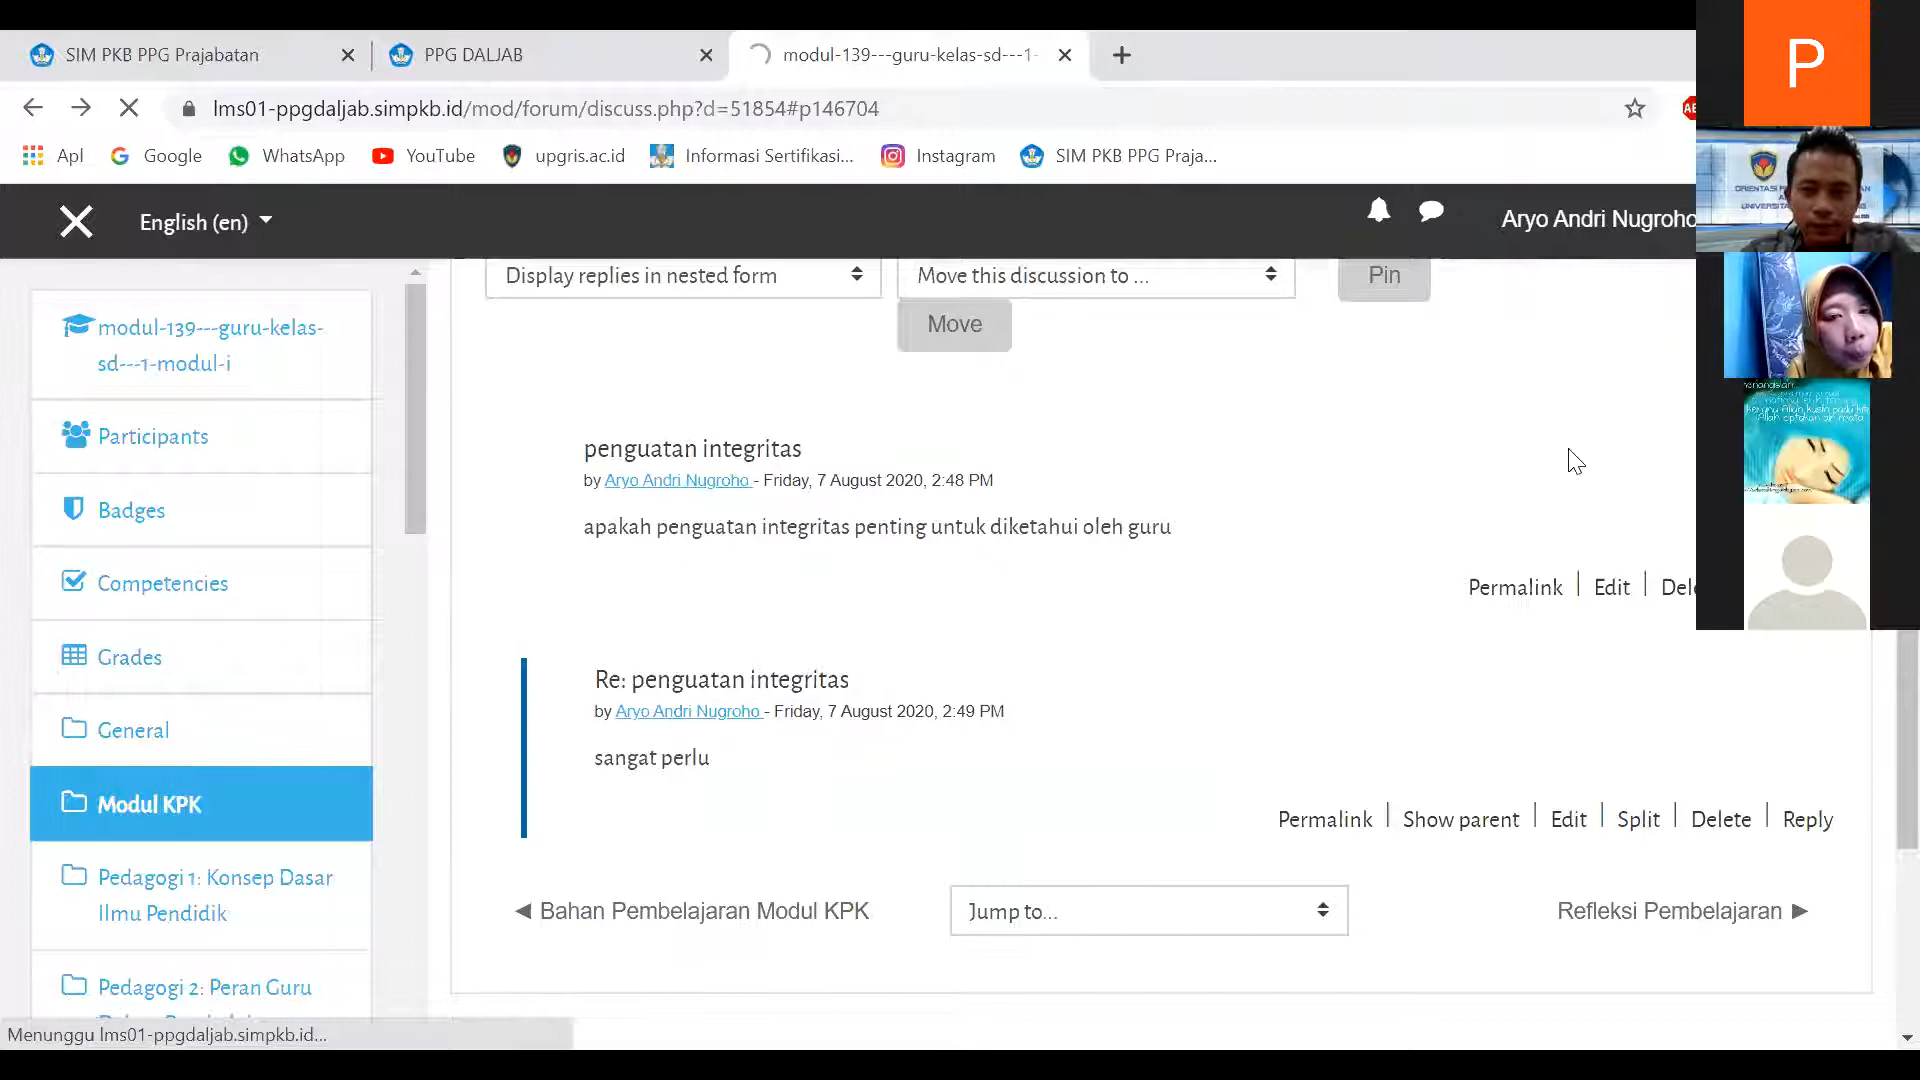 SIM PKB PPG Prajabatan
PPG DALJAB
modul-139---guru-kelas-sd---1-
lms01-ppgdaljab.simpkb.id/mod/forum/discuss.php?d=51854#p146704
Apl
Google
WhatsApp
YouTube
upgris.ac.id
Informasi Sertifikasi...
Instagram
SIM PKB PPG Praja...
P
English (en)
Aryo Andri Nugroho
modul-139---guru-kelas-
sd---1-modul-i
Participants
Badges
Competencies
Grades
General
Modul KPK
Pedagogi 1: Konsep Dasar
Ilmu Pendidik
Pedagogi 2: Peran Guru
Display replies in nested form
Move this discussion to ...
Pin
Move
penguatan integritas
by Aryo Andri Nugroho - Friday, 7 August 2020, 2:48 PM
apakah penguatan integritas penting untuk diketahui oleh guru
Permalink | Edit |
Re: penguatan integritas
by Aryo Andri Nugroho - Friday, 7 August 2020, 2:49 PM
sangat perlu
Permalink | Show parent | Edit | Split | Delete | Reply
◄ Bahan Pembelajaran Modul KPK
Jump to...
Refleksi Pembelajaran ►
Menunggu lms01-ppgdaljab.simpkb.id...